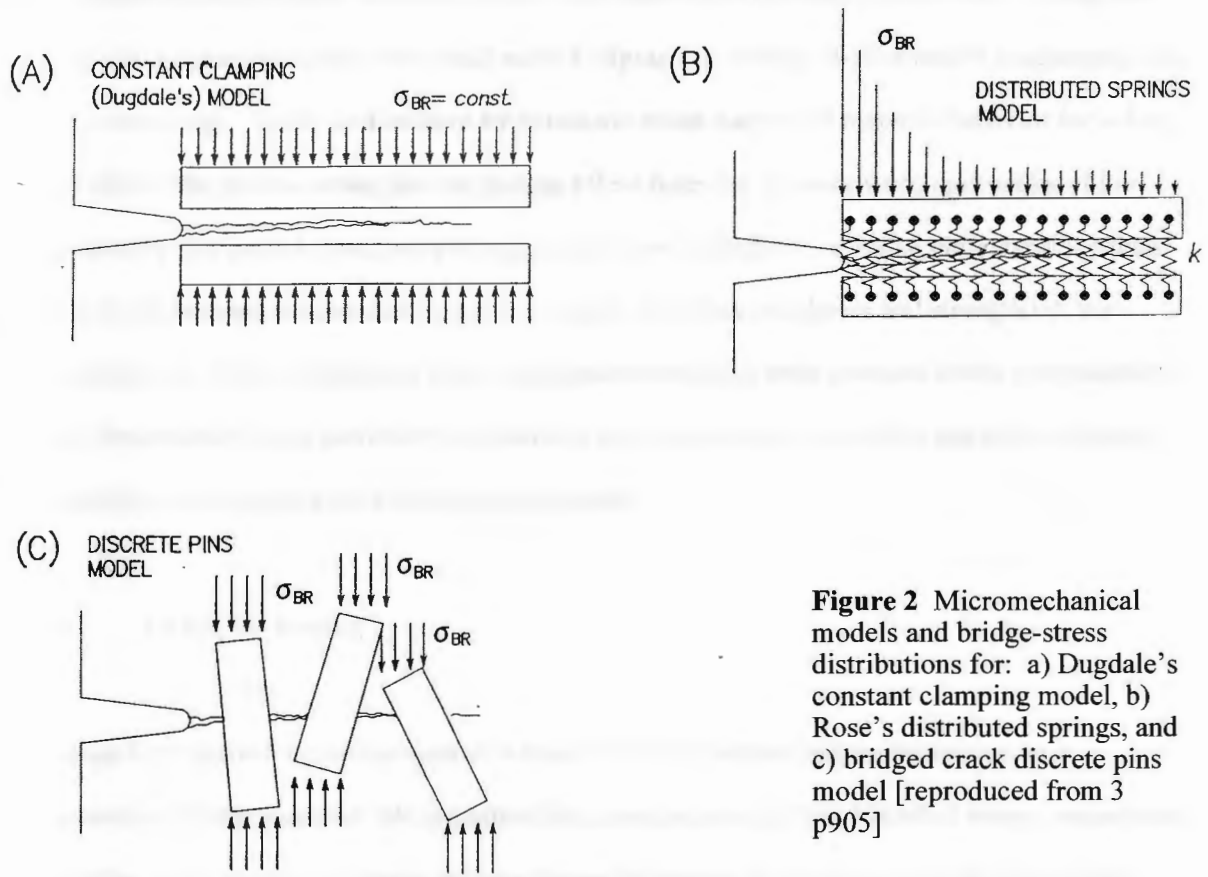 (A) CONSTANT CLAMPING
(Dugdale's) MODEL
σBR = const.
(B)
σBR
DISTRIBUTED SPRINGS
MODEL
k
(C) DISCRETE PINS
MODEL
σBR
σBR
σBR
Figure 2 Micromechanical
models and bridge-stress
distributions for: a) Dugdale's
constant clamping model, b)
Rose's distributed springs, and
c) bridged crack discrete pins
model [reproduced from 3
p905]